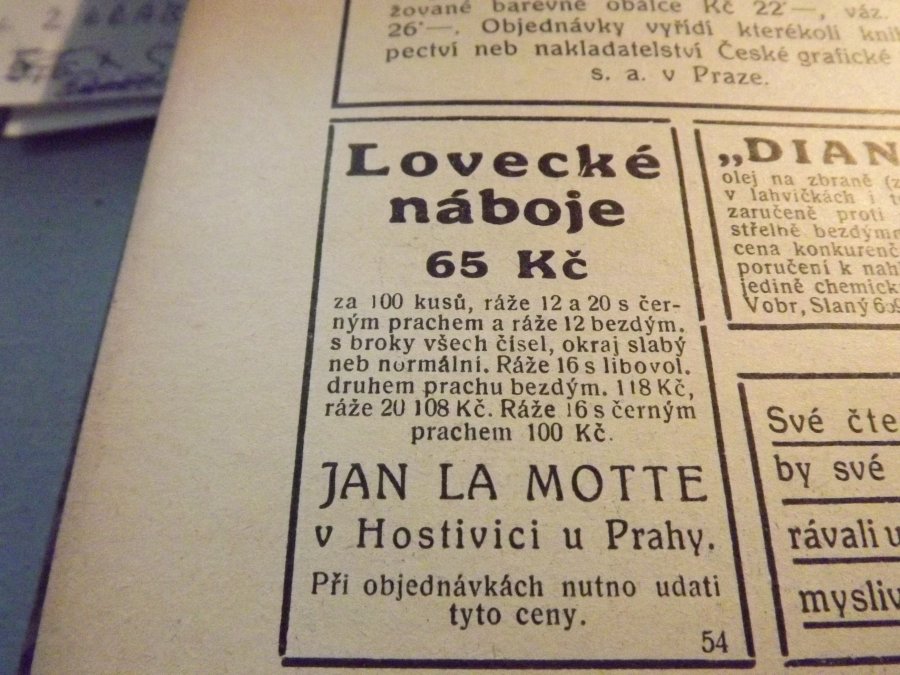 žované barevné obálce Kč 22·—, váz.
26·—. Objednávky vyřídí kterékoli
pectví neb nakladatelství České grafické
s. a. v Praze.
Lovecké
náboje
65 Kč
za 100 kusů, ráže 12 a 20 s čer-
ným prachem a ráže 12 bezdým.
s broky všech čísel, okraj slabý
neb normální. Ráže 16 s libovol.
druhem prachu bezdým. 118 Kč,
ráže 20 108 Kč. Ráže 16 s černým
prachem 100 Kč.
JAN LA MOTTE
v Hostivici u Prahy.
Při objednávkách nutno udati
tyto ceny.
54
„DIAN
olej na zbraně
v lahvičkách i
zaručeně proti
střelně bezdýmn
cena konkurenč
poručení k nah
jedině chemick
Vobr, Slaný
Své čte
by své
rávali u
mysliv